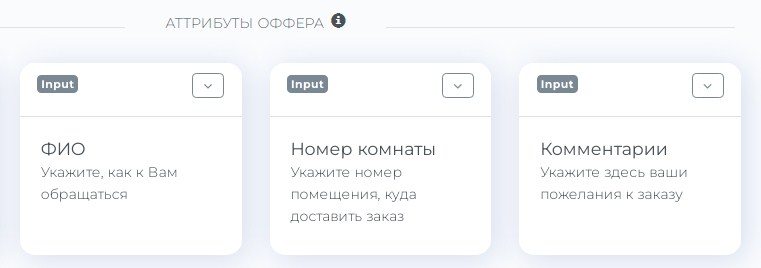 АТТРИБУТЫ ОФФЕРА
Input
ФИО
Укажите, как к Вам
обращаться
Input
Номер комнаты
Укажите номер
помещения, куда
доставить заказ
Input
Комментарии
Укажите здесь ваши
пожелания к заказу